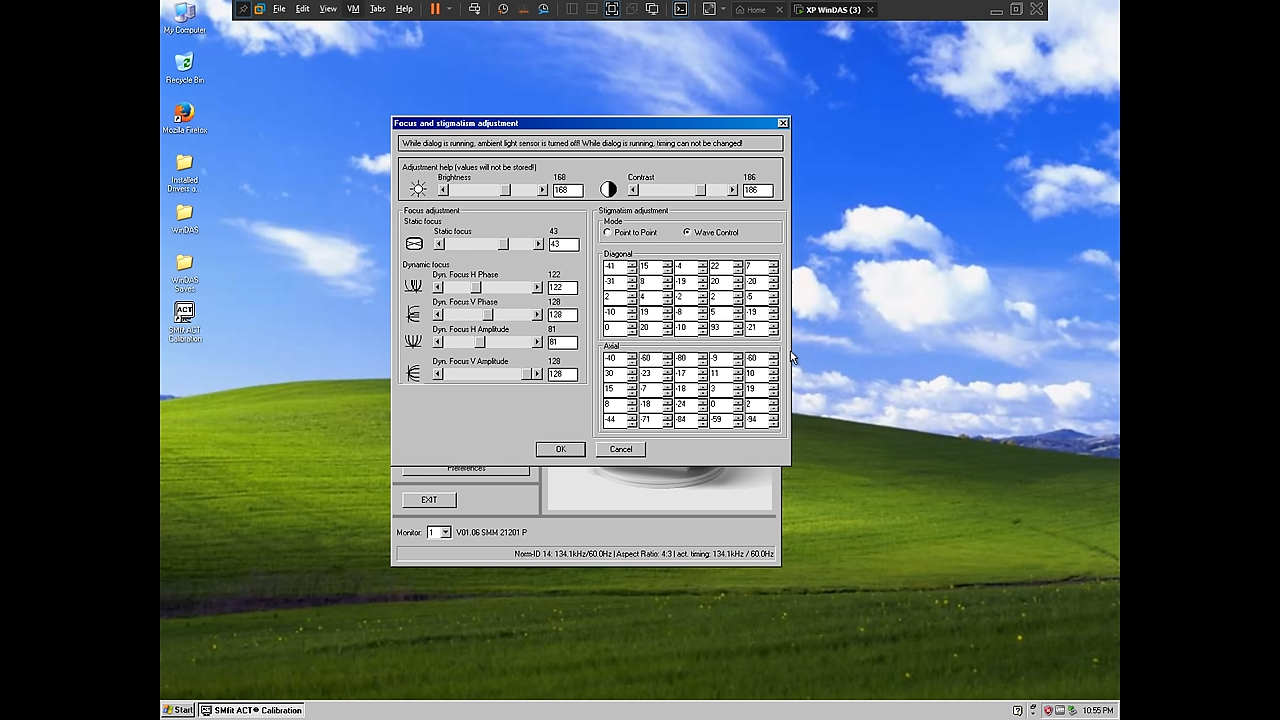 File Edit View VM Tabs Help Home XP WinDAS (3)
My Computer
Recycle Bin
Mozilla Firefox
Installed Drivers a...
WinDAS
WinDAS Saves
SMfit ACT Calibration
Focus and stigmatism adjustment
While dialog is running, ambient light sensor is turned off! While dialog is running, timing can not be changed!
Adjustment help (values will not be stored!)
Brightness 168 Contrast 186
168 186
Focus adjustment
Static focus
Static focus 43
43
Dynamic focus
Dyn. Focus H Phase 122
122
Dyn. Focus V Phase 128
128
Dyn. Focus H Amplitude 81
81
Dyn. Focus V Amplitude 128
128
Stigmatism adjustment
Mode
Point to Point Wave Control
Diagonal
-41 15 -4 22 7
-31 8 -19 20 -20
2 4 -2 2 -5
-10 19 -8 5 -19
0 20 -10 93 -21
Axial
-40 -60 -80 -9 -60
30 -23 -17 11 10
15 -7 -18 3 19
8 -18 -24 0 2
-44 -71 -84 -59 -94
OK Cancel
Preferences
EXIT
Monitor: 1 V01.06 SMM 21201 P
Norm-ID 14: 134.1kHz/60.0Hz | Aspect Ratio: 4:3 | act. timing: 134.1kHz / 60.0Hz
Start SMfit ACT® Calibration 10:55 PM